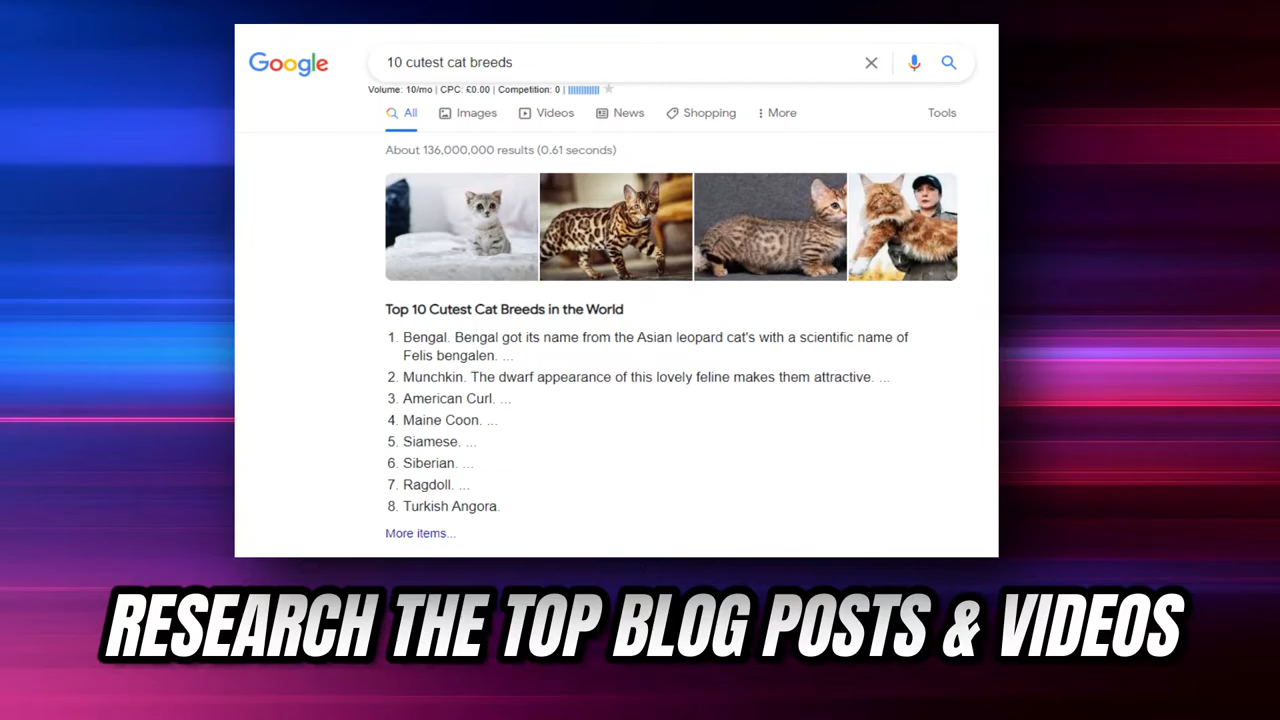 Google
10 cutest cat breeds
Volume: 10/mo | CPC: £0.00 | Competition: 0 |
All Images Videos News Shopping More Tools
About 136,000,000 results (0.61 seconds)
Top 10 Cutest Cat Breeds in the World
1. Bengal. Bengal got its name from the Asian leopard cat's with a scientific name of
Felis bengalen. ...
2. Munchkin. The dwarf appearance of this lovely feline makes them attractive. ...
3. American Curl. ...
4. Maine Coon. ...
5. Siamese. ...
6. Siberian. ...
7. Ragdoll. ...
8. Turkish Angora.
More items...
RESEARCH THE TOP BLOG POSTS & VIDEOS